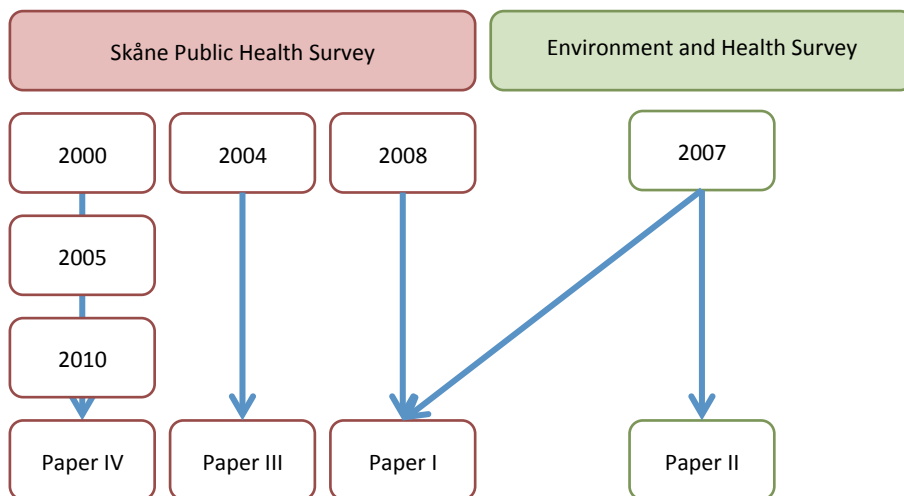 Skåne Public Health Survey
Environment and Health Survey
2000
2004
2008
2007
2005
2010
Paper IV
Paper III
Paper I
Paper II